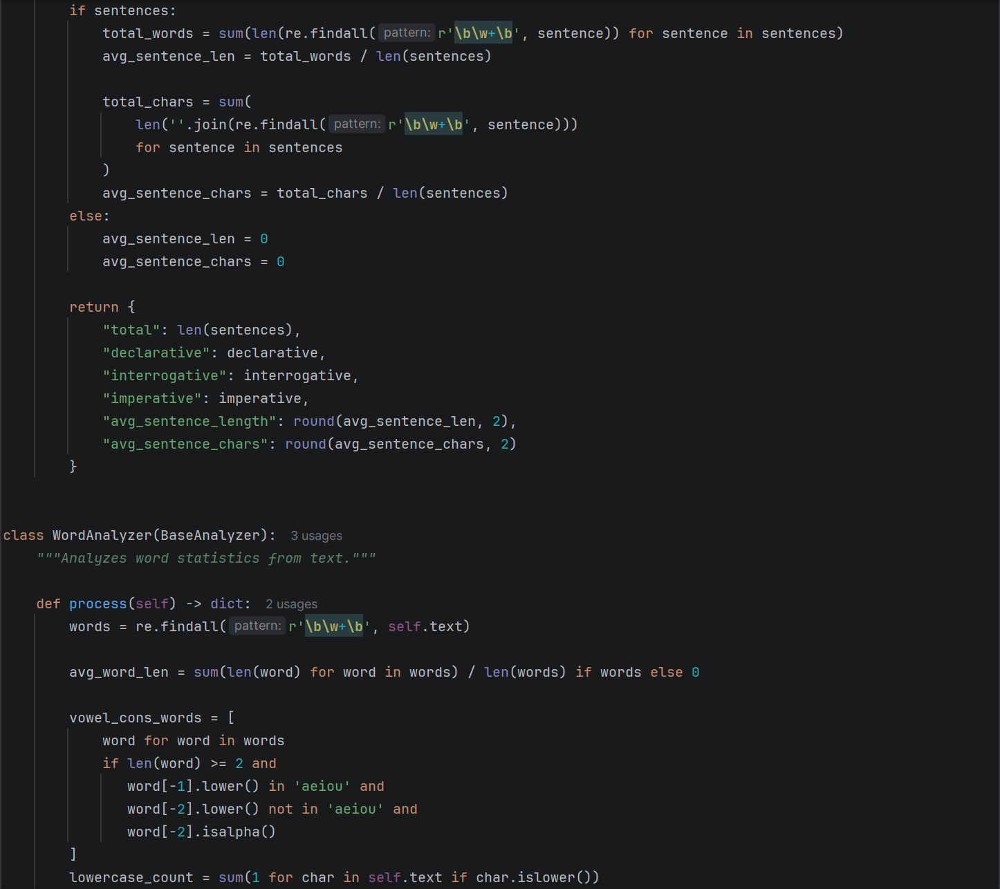 if sentences:
total_words = sum(len(re.findall( pattern: r'\b\w+\b', sentence)) for sentence in sentences)
avg_sentence_len = total_words / len(sentences)
total_chars = sum(
len(''.join(re.findall( pattern: r'\b\w+\b', sentence)))
for sentence in sentences
)
avg_sentence_chars = total_chars / len(sentences)
else:
avg_sentence_len = 0
avg_sentence_chars = 0
return {
"total": len(sentences),
"declarative": declarative,
"interrogative": interrogative,
"imperative": imperative,
"avg_sentence_length": round(avg_sentence_len, 2),
"avg_sentence_chars": round(avg_sentence_chars, 2)
}
class WordAnalyzer(BaseAnalyzer): 3 usages
"""Analyzes word statistics from text."""
def process(self) -> dict: 2 usages
words = re.findall( pattern: r'\b\w+\b', self.text)
avg_word_len = sum(len(word) for word in words) / len(words) if words else 0
vowel_cons_words = [
word for word in words
if len(word) >= 2 and
word[-1].lower() in 'aeiou' and
word[-2].lower() not in 'aeiou' and
word[-2].isalpha()
]
lowercase_count = sum(1 for char in self.text if char.islower())